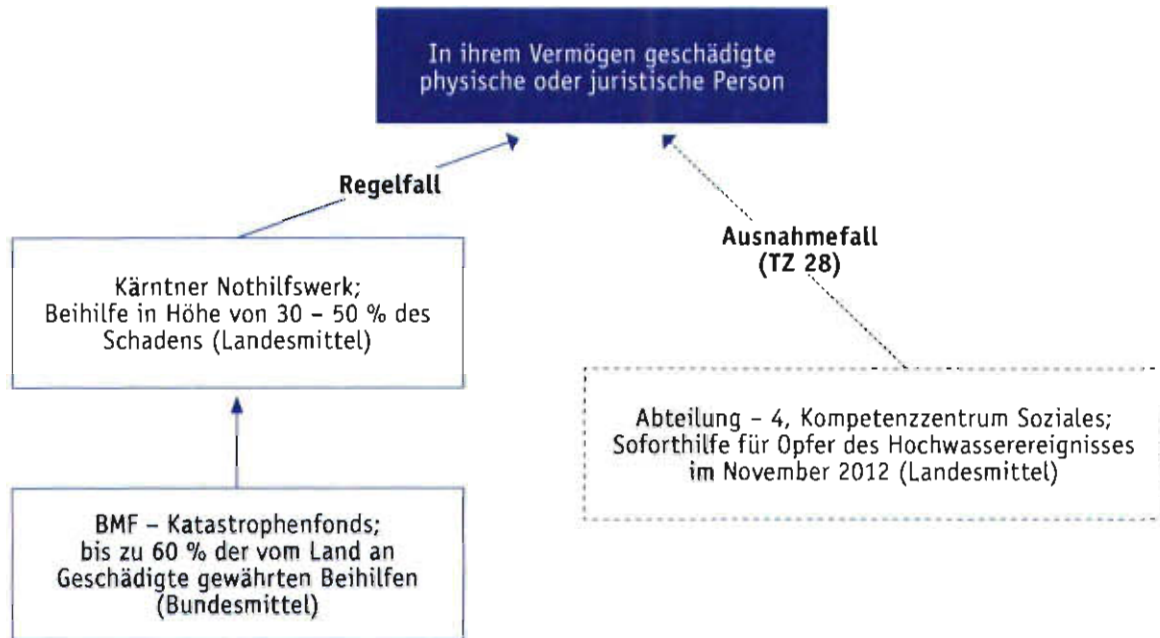 In ihrem Vermögen geschädigte
physische oder juristische Person
Regelfall
Ausnahmefall
(TZ 28)
Kärntner Nothilfswerk;
Beihilfe in Höhe von 30 – 50 % des
Schadens (Landesmittel)
Abteilung – 4, Kompetenzzentrum Soziales;
Soforthilfe für Opfer des Hochwasserereignisses
im November 2012 (Landesmittel)
BMF – Katastrophenfonds;
bis zu 60 % der vom Land an
Geschädigte gewährten Beihilfen
(Bundesmittel)